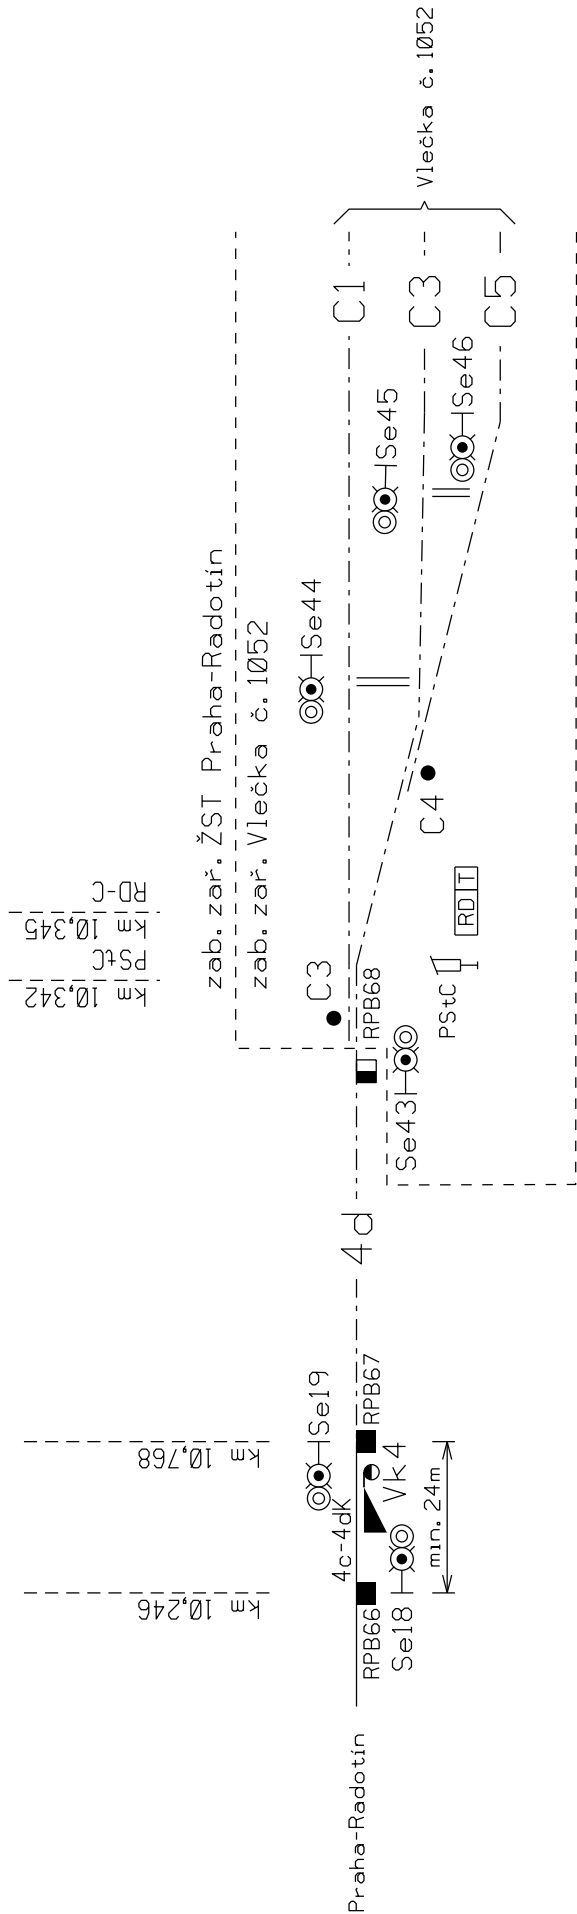 Praha-Radotín
km 10,246
km 10,768
4c-4dK
Se19
RPB66
RPB67
Vk4
Se18
min. 24m
4d
km 10,342
PStC
km 10,345
RD-C
zab. zař. ŽST Praha-Radotín
zab. zař. Vlečka č. 1052
C3
RPB68
Se43
PStC
RD T
C4
Se44
Se45
Se46
C1
C3
C5
Vlečka č. 1052